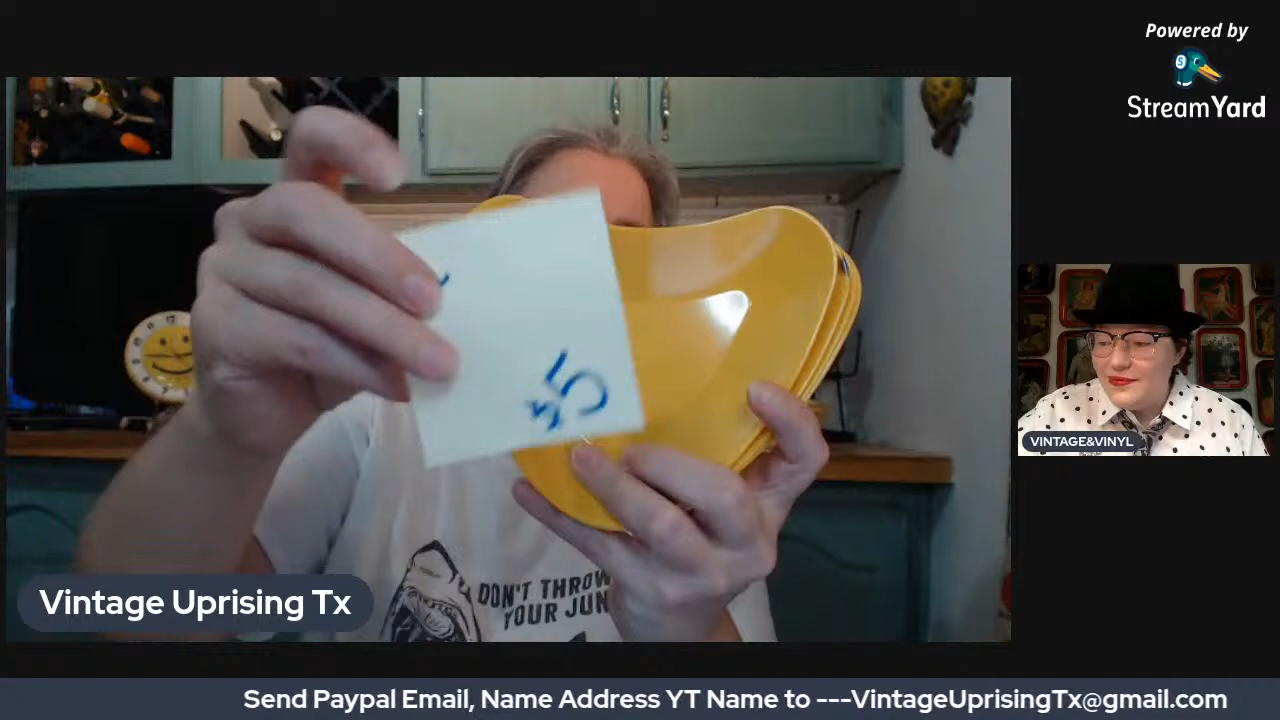 Powered by
StreamYard
$5
DON'T THROW
YOUR JUN
VINTAGE&VINYL
Vintage Uprising Tx
Send Paypal Email, Name Address YT Name to ---VintageUprisingTx@gmail.com